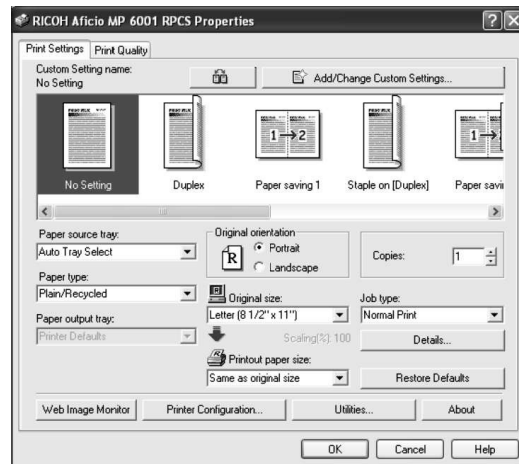 RICOH Aficio MP 6001 RPCS Properties
Print Settings Print Quality
Custom Setting name:
No Setting
Add/Change Custom Settings...
1 2
1
R
No Setting Duplex Paper saving 1 Staple on [Duplex] Paper savi
Paper source tray:
Auto Tray Select
Original orientation
Portrait
Landscape
Copies: 1
Paper type:
Plain/Recycled
Original size:
Letter (8 1/2" x 11")
Job type:
Normal Print
Paper output tray:
Printer Defaults
Scaling(%): 100
Details...
Printout paper size:
Same as original size
Restore Defaults
Web Image Monitor Printer Configuration... Utilities... About
OK Cancel Help